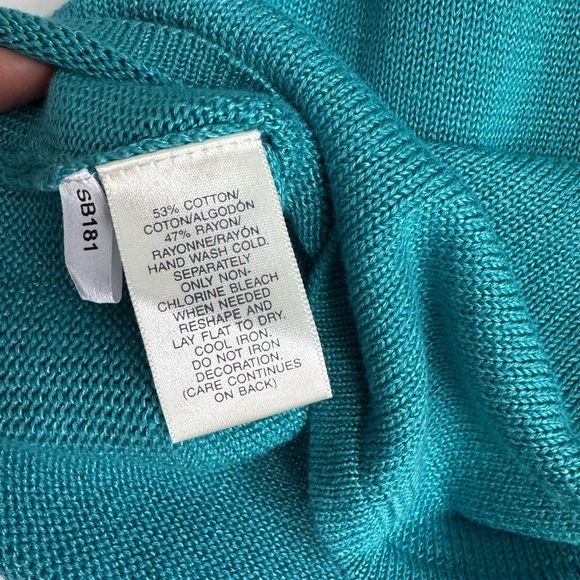 SB181
53% COTTON/
COTON/ALGODÓN
47% RAYON/
RAYONNE/RAYÓN
HAND WASH COLD.
SEPARATELY
ONLY NON-
CHLORINE BLEACH
WHEN NEEDED
RESHAPE AND
LAY FLAT TO DRY.
COOL IRON.
DO NOT IRON
DECORATION.
(CARE CONTINUES
ON BACK)